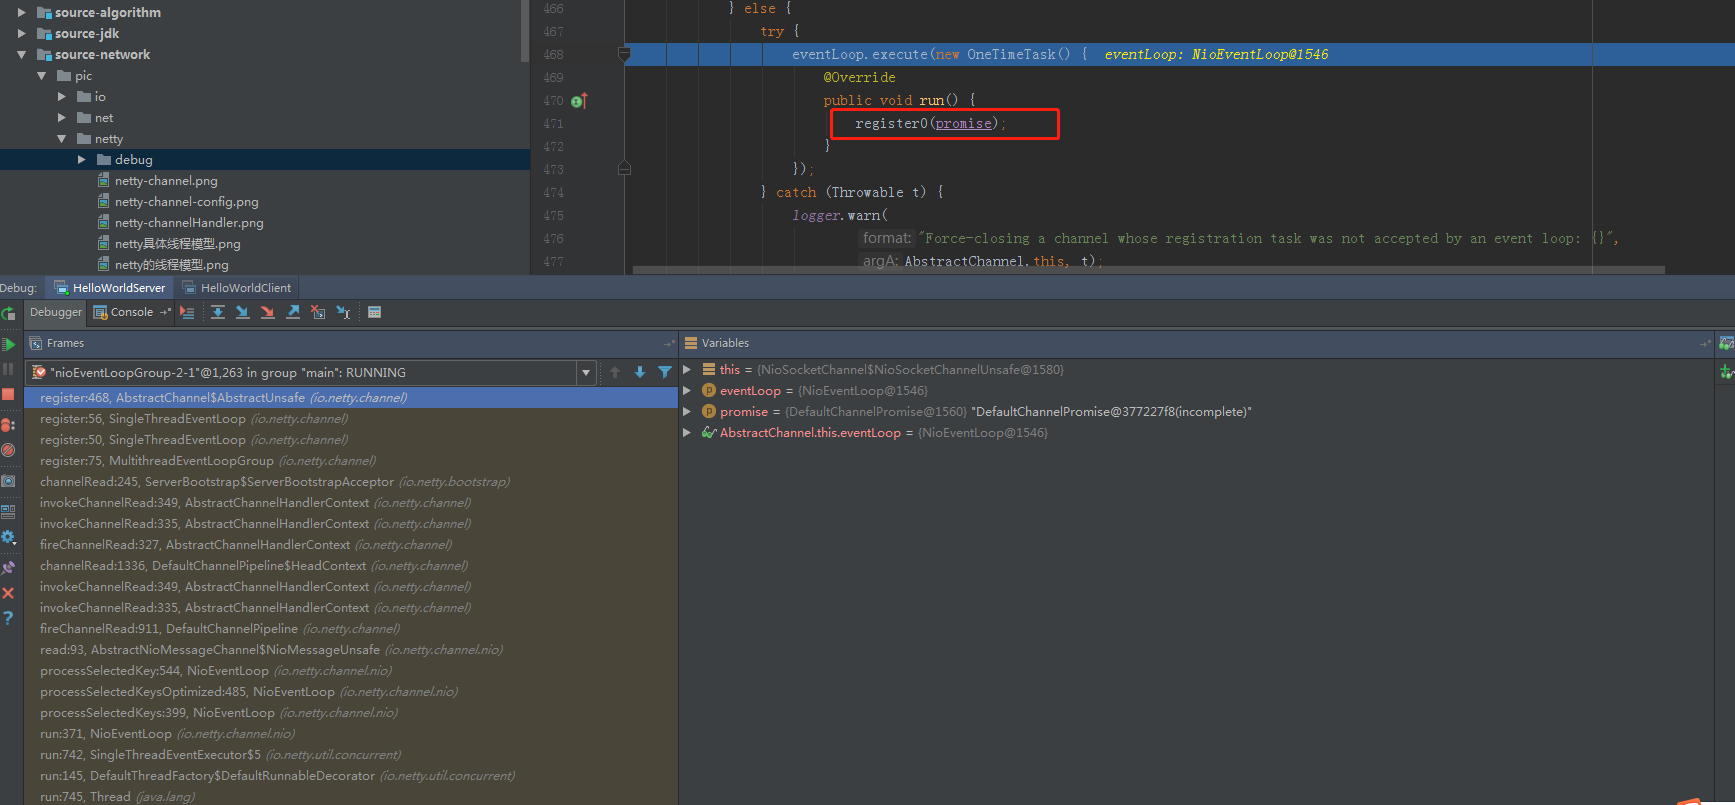 source-algorithm
source-jdk
source-network
pic
io
net
netty
debug
netty-channel.png
netty-channel-config.png
netty-channelHandler.png
netty具体线程模型.png
netty的线程模型.png
466 } else {
467 try {
468 eventLoop.execute(new OneTimeTask() { eventLoop: NioEventLoop@1546
469 @Override
470 public void run() {
471 register0(promise);
472 }
473 });
474 } catch (Throwable t) {
475 logger.warn(
476 format: "Force-closing a channel whose registration task was not accepted by an event loop: {}",
477 argA: AbstractChannel.this, t);
Debug: HelloWorldServer HelloWorldClient
Debugger Console
Frames
"nioEventLoopGroup-2-1"@1,263 in group "main": RUNNING
register:468, AbstractChannel$AbstractUnsafe (io.netty.channel)
register:56, SingleThreadEventLoop (io.netty.channel)
register:50, SingleThreadEventLoop (io.netty.channel)
register:75, MultithreadEventLoopGroup (io.netty.channel)
channelRead:245, ServerBootstrap$ServerBootstrapAcceptor (io.netty.bootstrap)
invokeChannelRead:349, AbstractChannelHandlerContext (io.netty.channel)
invokeChannelRead:335, AbstractChannelHandlerContext (io.netty.channel)
fireChannelRead:327, AbstractChannelHandlerContext (io.netty.channel)
channelRead:1336, DefaultChannelPipeline$HeadContext (io.netty.channel)
invokeChannelRead:349, AbstractChannelHandlerContext (io.netty.channel)
invokeChannelRead:335, AbstractChannelHandlerContext (io.netty.channel)
fireChannelRead:911, DefaultChannelPipeline (io.netty.channel)
read:93, AbstractNioMessageChannel$NioMessageUnsafe (io.netty.channel.nio)
processSelectedKey:544, NioEventLoop (io.netty.channel.nio)
processSelectedKeysOptimized:485, NioEventLoop (io.netty.channel.nio)
processSelectedKeys:399, NioEventLoop (io.netty.channel.nio)
run:371, NioEventLoop (io.netty.channel.nio)
run:742, SingleThreadEventExecutor$5 (io.netty.util.concurrent)
run:145, DefaultThreadFactory$DefaultRunnableDecorator (io.netty.util.concurrent)
run:745, Thread (java.lang)
Variables
this = {NioSocketChannel$NioSocketChannelUnsafe@1580}
eventLoop = {NioEventLoop@1546}
promise = {DefaultChannelPromise@1560} "DefaultChannelPromise@377227f8(incomplete)"
AbstractChannel.this.eventLoop = {NioEventLoop@1546}